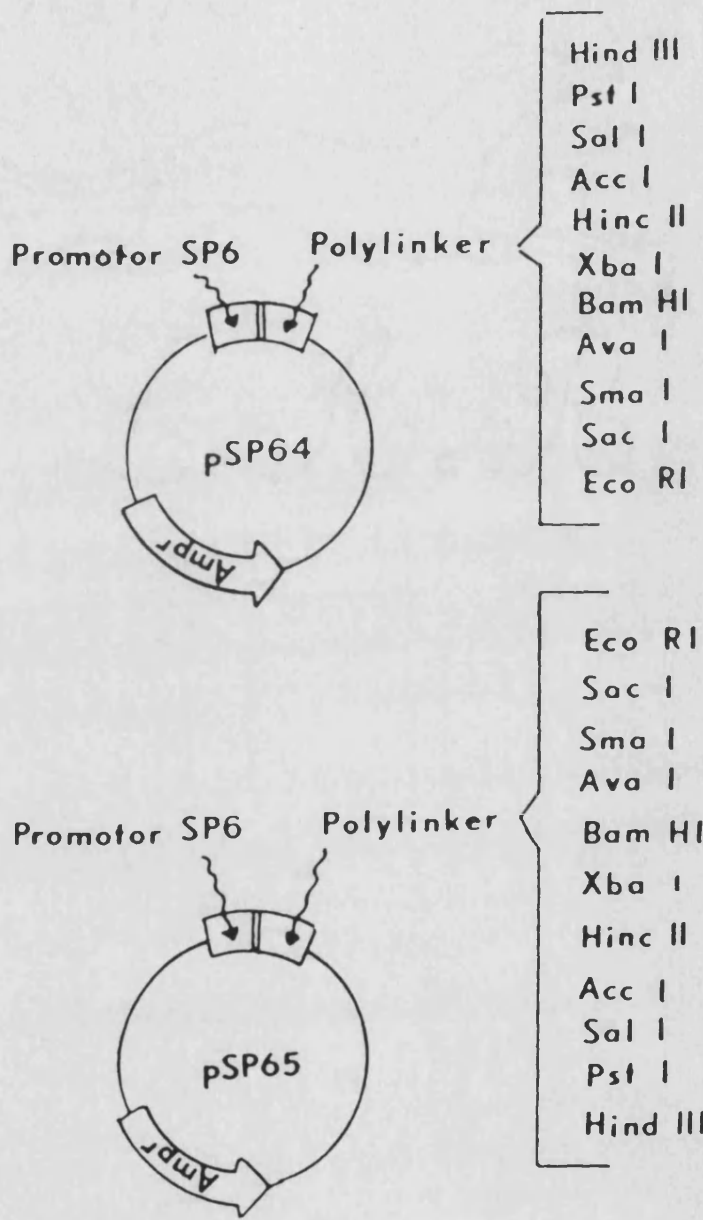 Hind III
Pst I
Sal I
Acc I
Hinc II
Xba I
Bam HI
Ava I
Sma I
Sac I
Eco RI
Promotor SP6
Polylinker
pSP64
Ampr
Eco RI
Sac I
Sma I
Ava I
Bam HI
Xba I
Hinc II
Acc I
Sal I
Pst I
Hind III
Promotor SP6
Polylinker
pSP65
Ampr